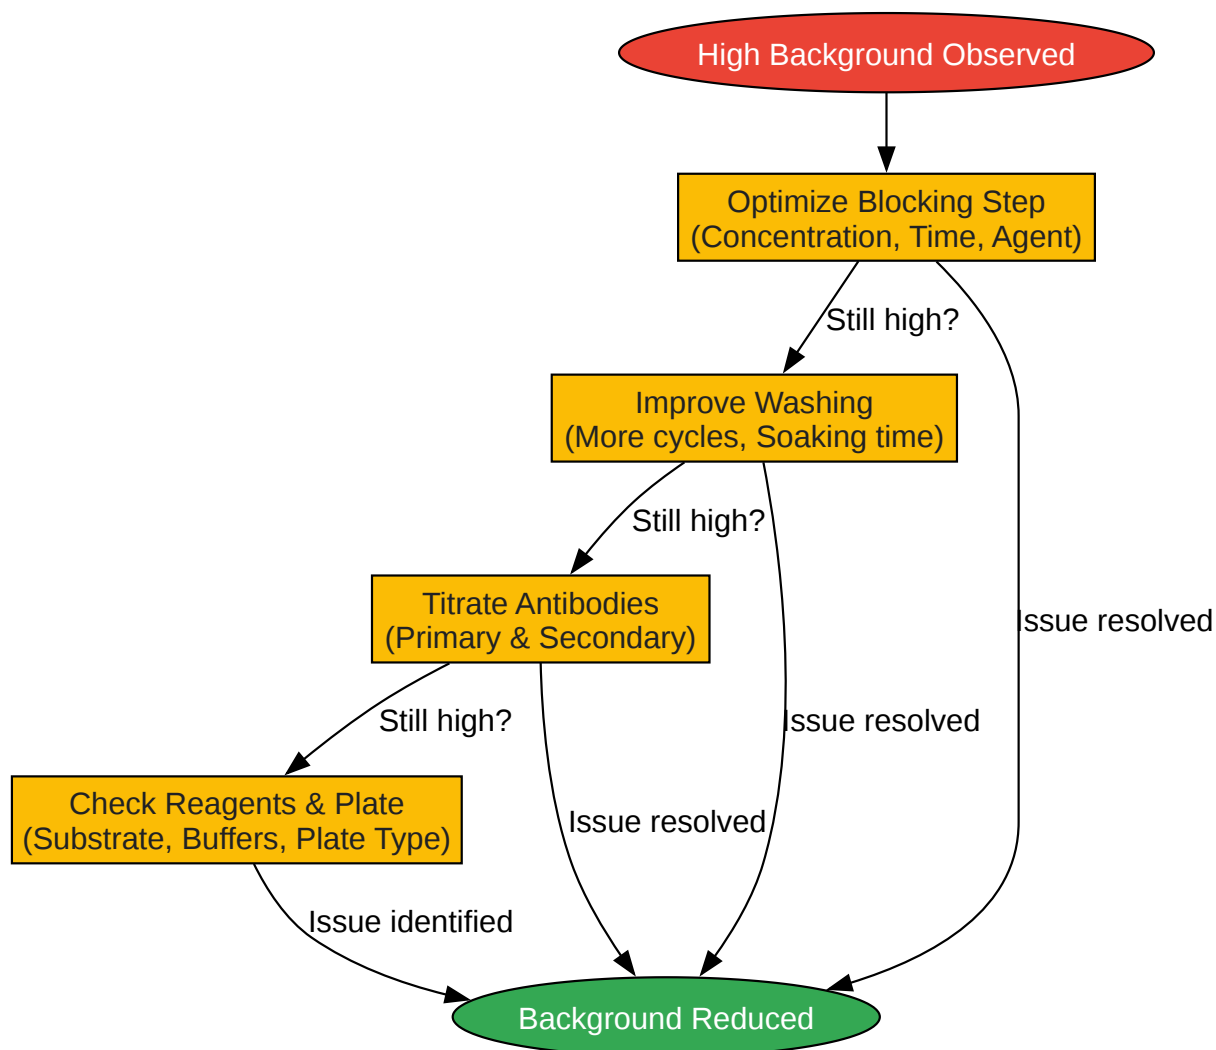 High Background Observed
Optimize Blocking Step
(Concentration, Time, Agent)
Still high?
Improve Washing
(More cycles, Soaking time)
Still high?
Titrate Antibodies
(Primary & Secondary)
Issue resolved
Still high?
Issue resolved
Check Reagents & Plate
(Substrate, Buffers, Plate Type)
Issue resolved
Issue identified
Background Reduced